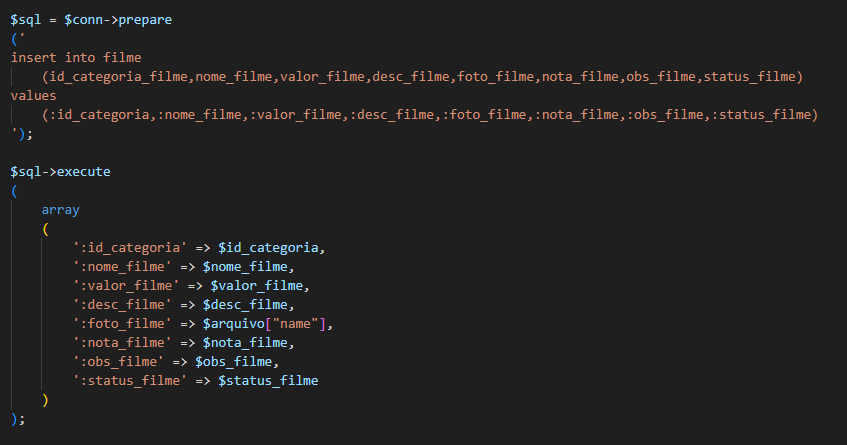 $sql = $conn->prepare
('
insert into filme
(id_categoria_filme,nome_filme,valor_filme,desc_filme,foto_filme,nota_filme,obs_filme,status_filme)
values
(:id_categoria,:nome_filme,:valor_filme,:desc_filme,:foto_filme,:nota_filme,:obs_filme,:status_filme)
');
$sql->execute
(
array
(
':id_categoria' => $id_categoria,
':nome_filme' => $nome_filme,
':valor_filme' => $valor_filme,
':desc_filme' => $desc_filme,
':foto_filme' => $arquivo["name"],
':nota_filme' => $nota_filme,
':obs_filme' => $obs_filme,
':status_filme' => $status_filme
)
);